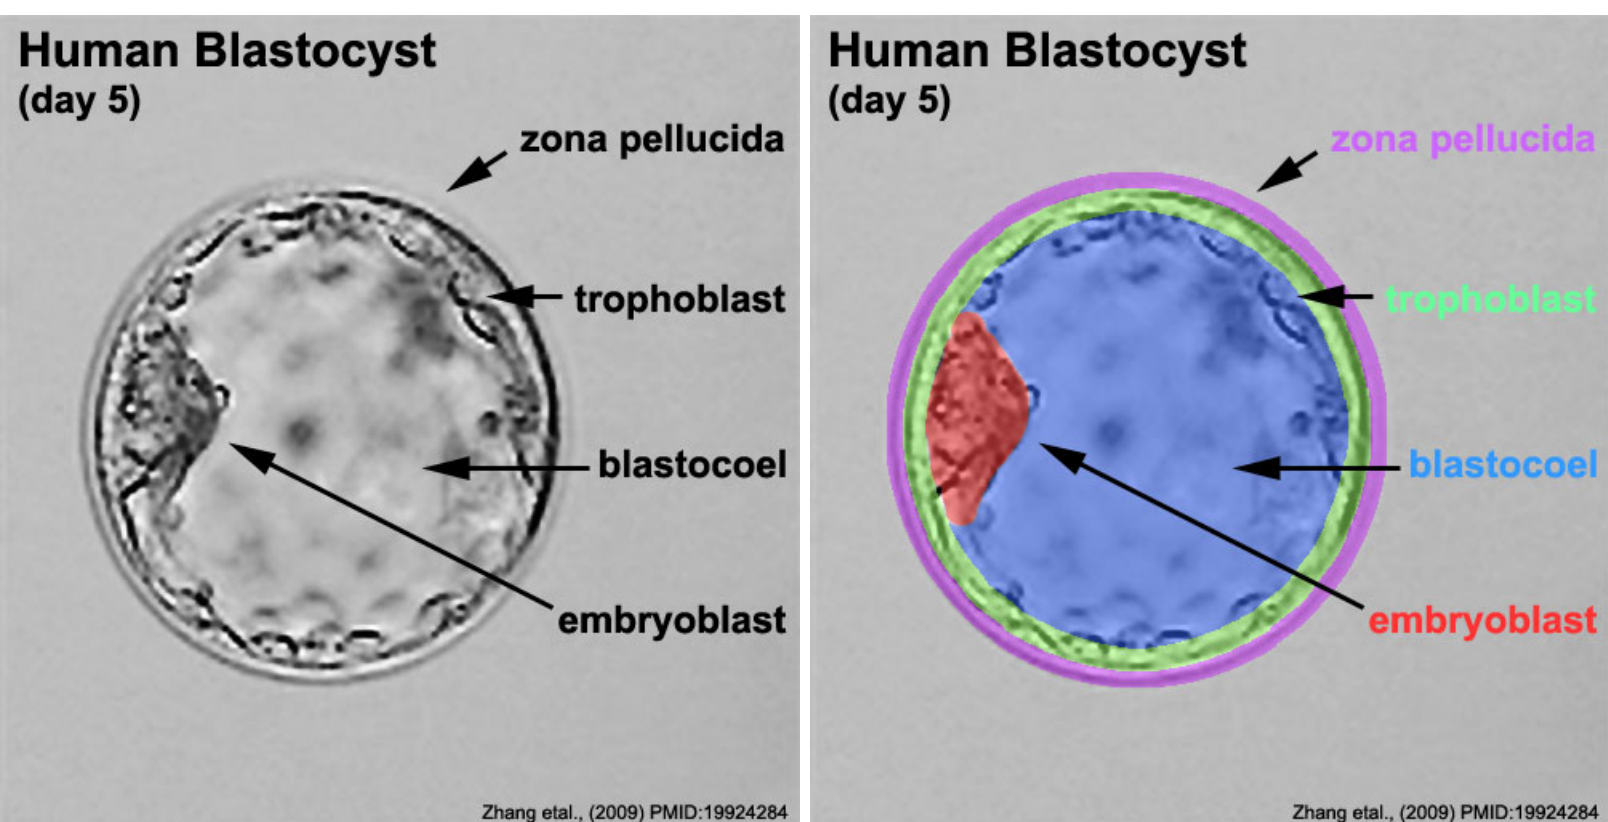 Human Blastocyst
(day 5)
zona pellucida
trophoblast
blastocoel
embryoblast
Zhang etal., (2009) PMID:19924284
Human Blastocyst
(day 5)
zona pellucida
trophoblast
blastocoel
embryoblast
Zhang etal., (2009) PMID:19924284